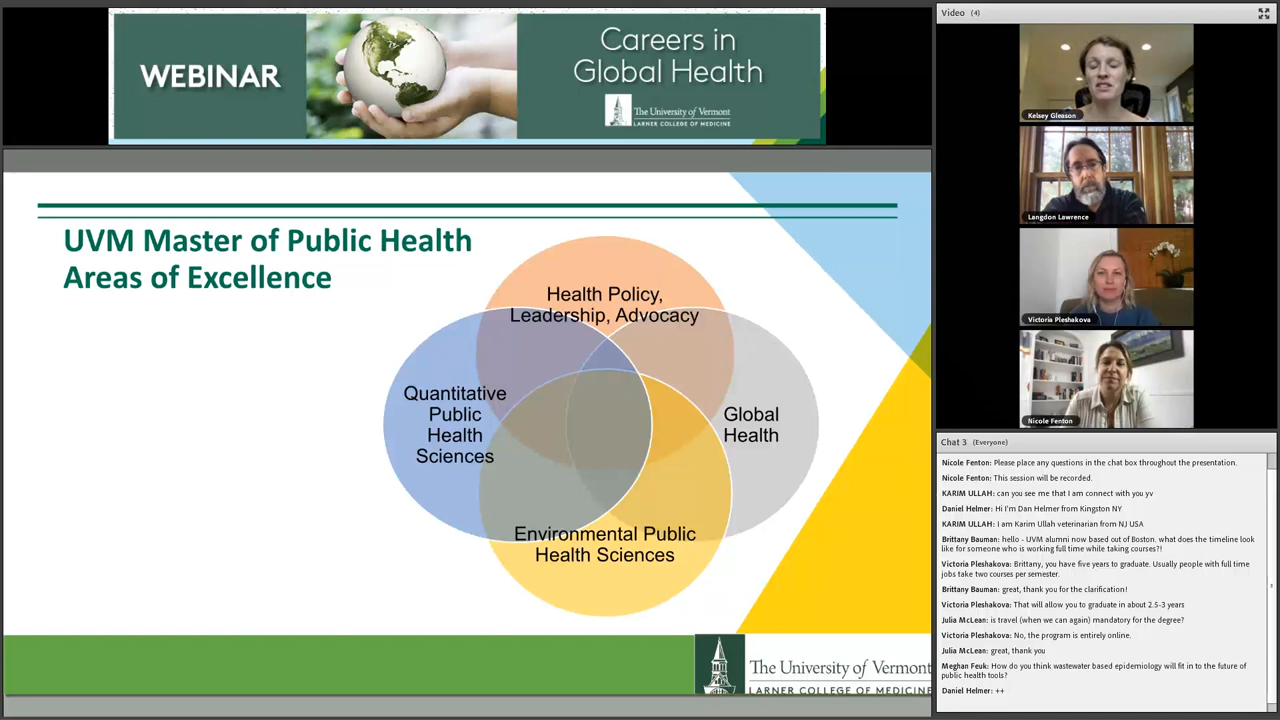 WEBINAR
Careers in
Global Health
The University of Vermont
LARNER COLLEGE OF MEDICINE
UVM Master of Public Health
Areas of Excellence
Health Policy,
Leadership, Advocacy
Quantitative
Public
Health
Sciences
Global
Health
Environmental Public
Health Sciences
The University of Vermont
LARNER COLLEGE OF MEDICINE
Video (4)
Kelsey Gleason
Langdon Lawrence
Victoria Pleshakova
Nicole Fenton
Chat 3 (Everyone)
Nicole Fenton: Please place any questions in the chat box throughout the presentation.
Nicole Fenton: This session will be recorded.
KARIM ULLAH: can you see me that I am connect with you yv
Daniel Helmer: Hi I'm Dan Helmer from Kingston NY
KARIM ULLAH: I am Karim Ullah veterinarian from NJ USA
Brittany Bauman: hello - UVM alumni now based out of Boston. what does the timeline look
like for someone who is working full time while taking courses?!
Victoria Pleshakova: Brittany, you have five years to graduate. Usually people with full time
jobs take two courses per semester.
Brittany Bauman: great, thank you for the clarification!
Victoria Pleshakova: That will allow you to graduate in about 2.5-3 years
Julia McLean: is travel (when we can again) mandatory for the degree?
Victoria Pleshakova: No, the program is entirely online.
Julia McLean: great, thank you
Meghan Feuk: How do you think wastewater based epidemiology will fit in to the future of
public health tools?
Daniel Helmer: ++